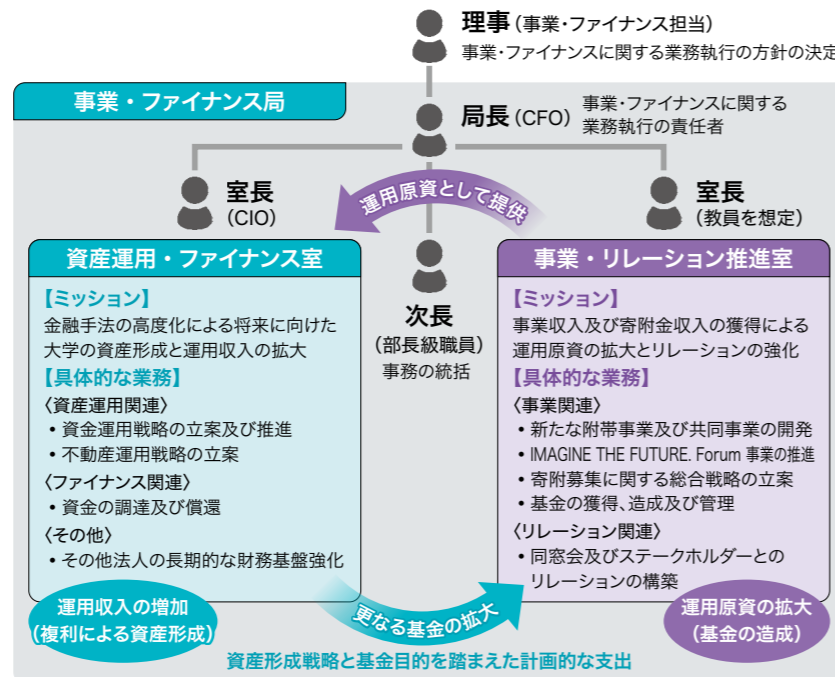 理事(事業・ファイナンス担当)
事業・ファイナンスに関する業務執行の方針の決定
事業・ファイナンス局
局長(CFO)
事業・ファイナンスに関する
業務執行の責任者
室長
(CIO)
運用原資として提供
室長
(教員を想定)
資産運用・ファイナンス室
【ミッション】
金融手法の高度化による将来に向けた
大学の資産形成と運用収入の拡大
【具体的な業務】
〈資産運用関連〉
• 資金運用戦略の立案及び推進
• 不動産運用戦略の立案
〈ファイナンス関連〉
• 資金の調達及び償還
〈その他〉
• その他法人の長期的な財務基盤強化
運用収入の増加
(複利による資産形成)
次長
(部長級職員)
事務の統括
事業・リレーション推進室
【ミッション】
事業収入及び寄附金収入の獲得による
運用原資の拡大とリレーションの強化
【具体的な業務】
〈事業関連〉
• 新たな附帯事業及び共同事業の開発
• IMAGINE THE FUTURE. Forum 事業の推進
• 寄附募集に関する総合戦略の立案
• 基金の獲得、造成及び管理
〈リレーション関連〉
• 同窓会及びステークホルダーとの
リレーションの構築
運用原資の拡大
(基金の造成)
更なる基金の拡大
資産形成戦略と基金目的を踏まえた計画的な支出